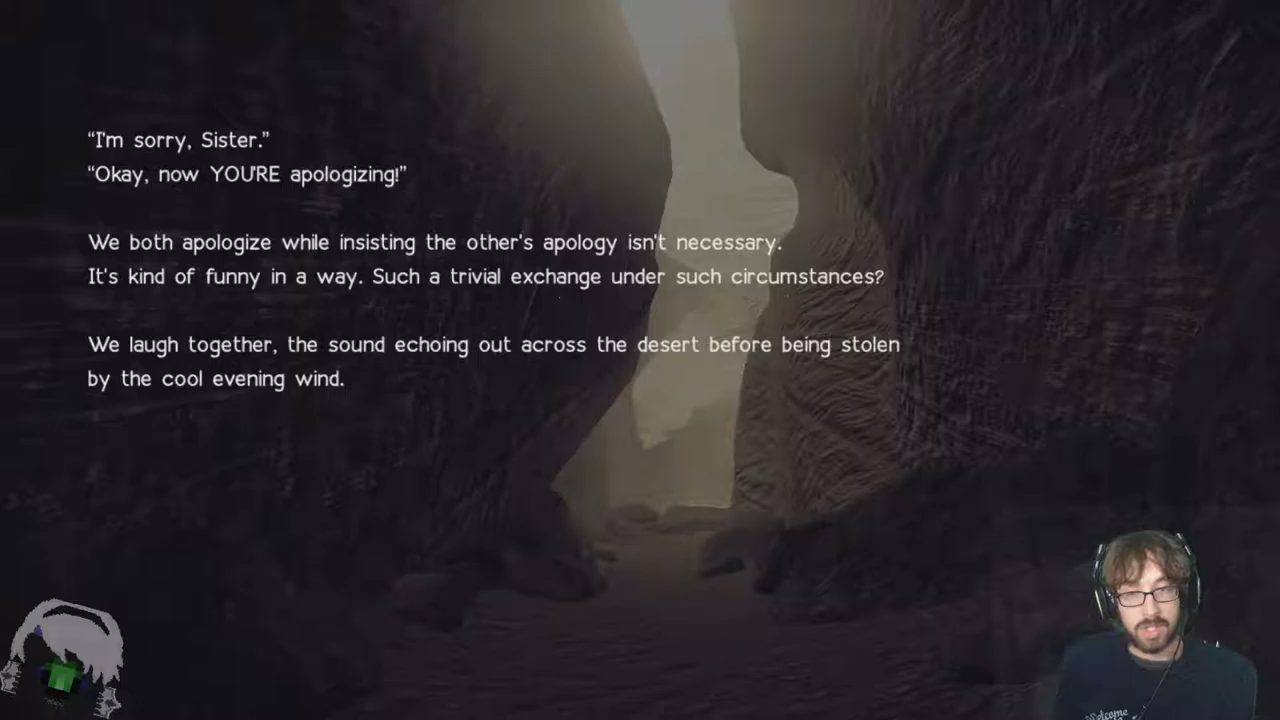 “I'm sorry, Sister.”
“Okay, now YOU'RE apologizing!”
We both apologize while insisting the other's apology isn't necessary.
It's kind of funny in a way. Such a trivial exchange under such circumstances?
We laugh together, the sound echoing out across the desert before being stolen
by the cool evening wind.
Welcome